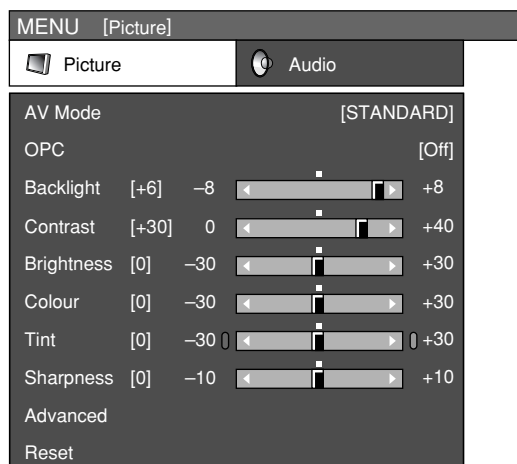 MENU [Picture]
Picture Audio
AV Mode [STANDARD]
OPC [Off]
Backlight [+6] –8 +8
Contrast [+30] 0 +40
Brightness [0] –30 +30
Colour [0] –30 +30
Tint [0] –30 +30
Sharpness [0] –10 +10
Advanced
Reset